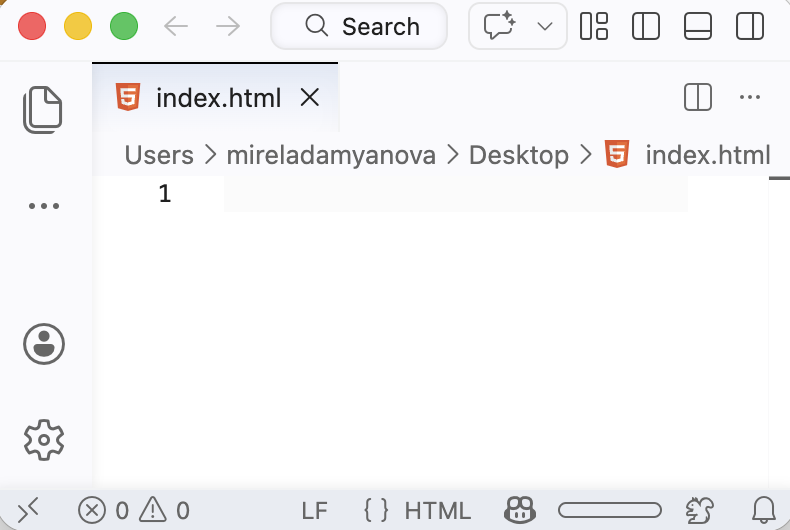 Search
index.html
Users > mireladamyanova > Desktop > index.html
1
0 0 LF { } HTML